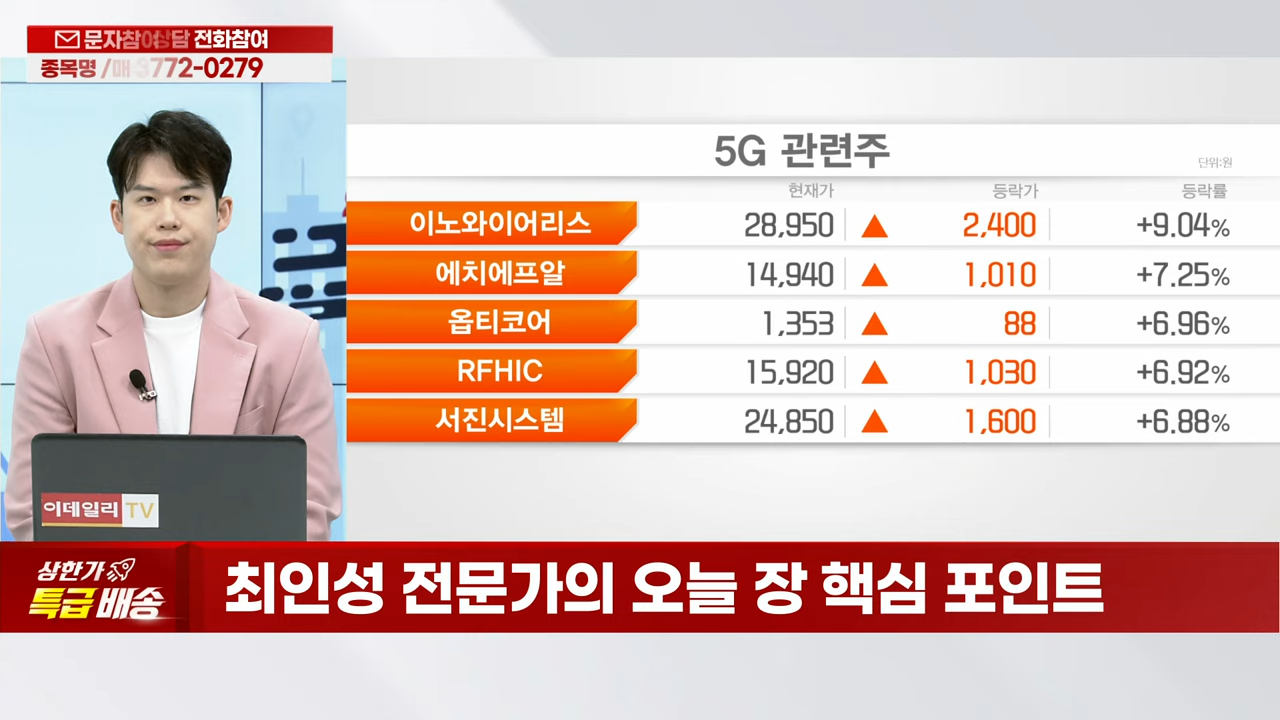 문자참여 전화참여
종목명 / 772-0279
5G 관련주
단위:원
현재가 등락가 등락률
이노와이어리스 28,950 ▲ 2,400 +9.04%
에치에프알 14,940 ▲ 1,010 +7.25%
옵티코어 1,353 ▲ 88 +6.96%
RFHIC 15,920 ▲ 1,030 +6.92%
서진시스템 24,850 ▲ 1,600 +6.88%
이데일리TV
상한가
특급배송
최인성 전문가의 오늘 장 핵심 포인트